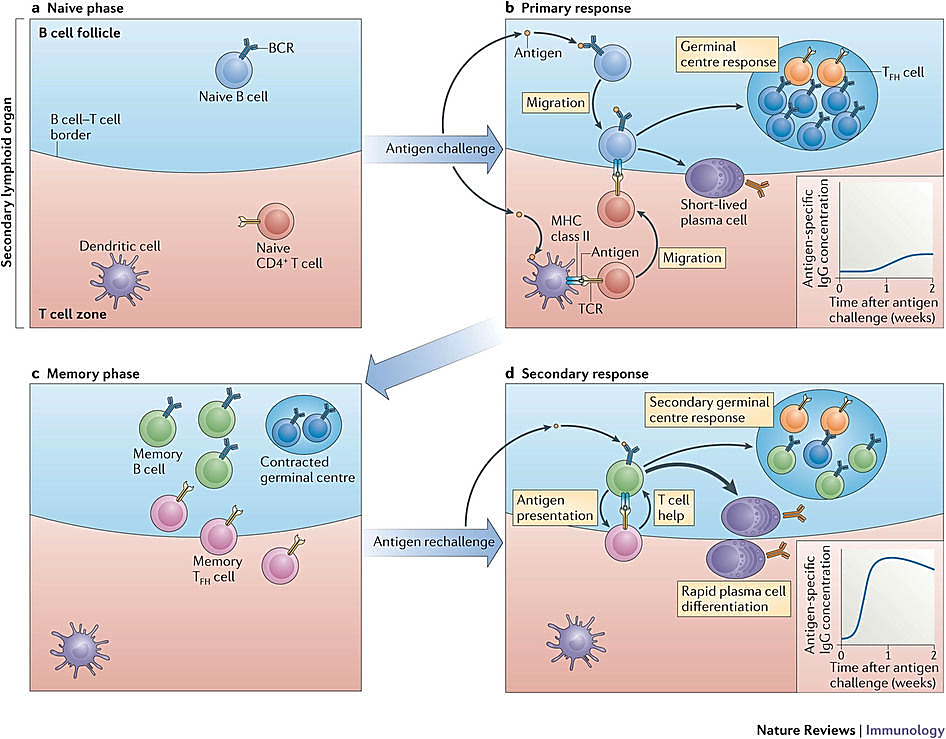 a Naive phase
Secondary lymphoid organ
B cell follicle
BCR
Naive B cell
B cell–T cell
border
Dendritic cell
Naive
CD4⁺ T cell
T cell zone
Antigen challenge
b Primary response
Antigen
Migration
Germinal
centre response
TFH cell
Short-lived
plasma cell
MHC
class II
Antigen
TCR
Migration
Antigen-specific
IgG concentration
0 1 2
Time after antigen
challenge (weeks)
c Memory phase
Memory
B cell
Contracted
germinal centre
Memory
TFH cell
Antigen rechallenge
d Secondary response
Secondary germinal
centre response
Antigen
presentation
T cell
help
Rapid plasma cell
differentiation
Antigen-specific
IgG concentration
0 1 2
Time after antigen
challenge (weeks)
Nature Reviews | Immunology